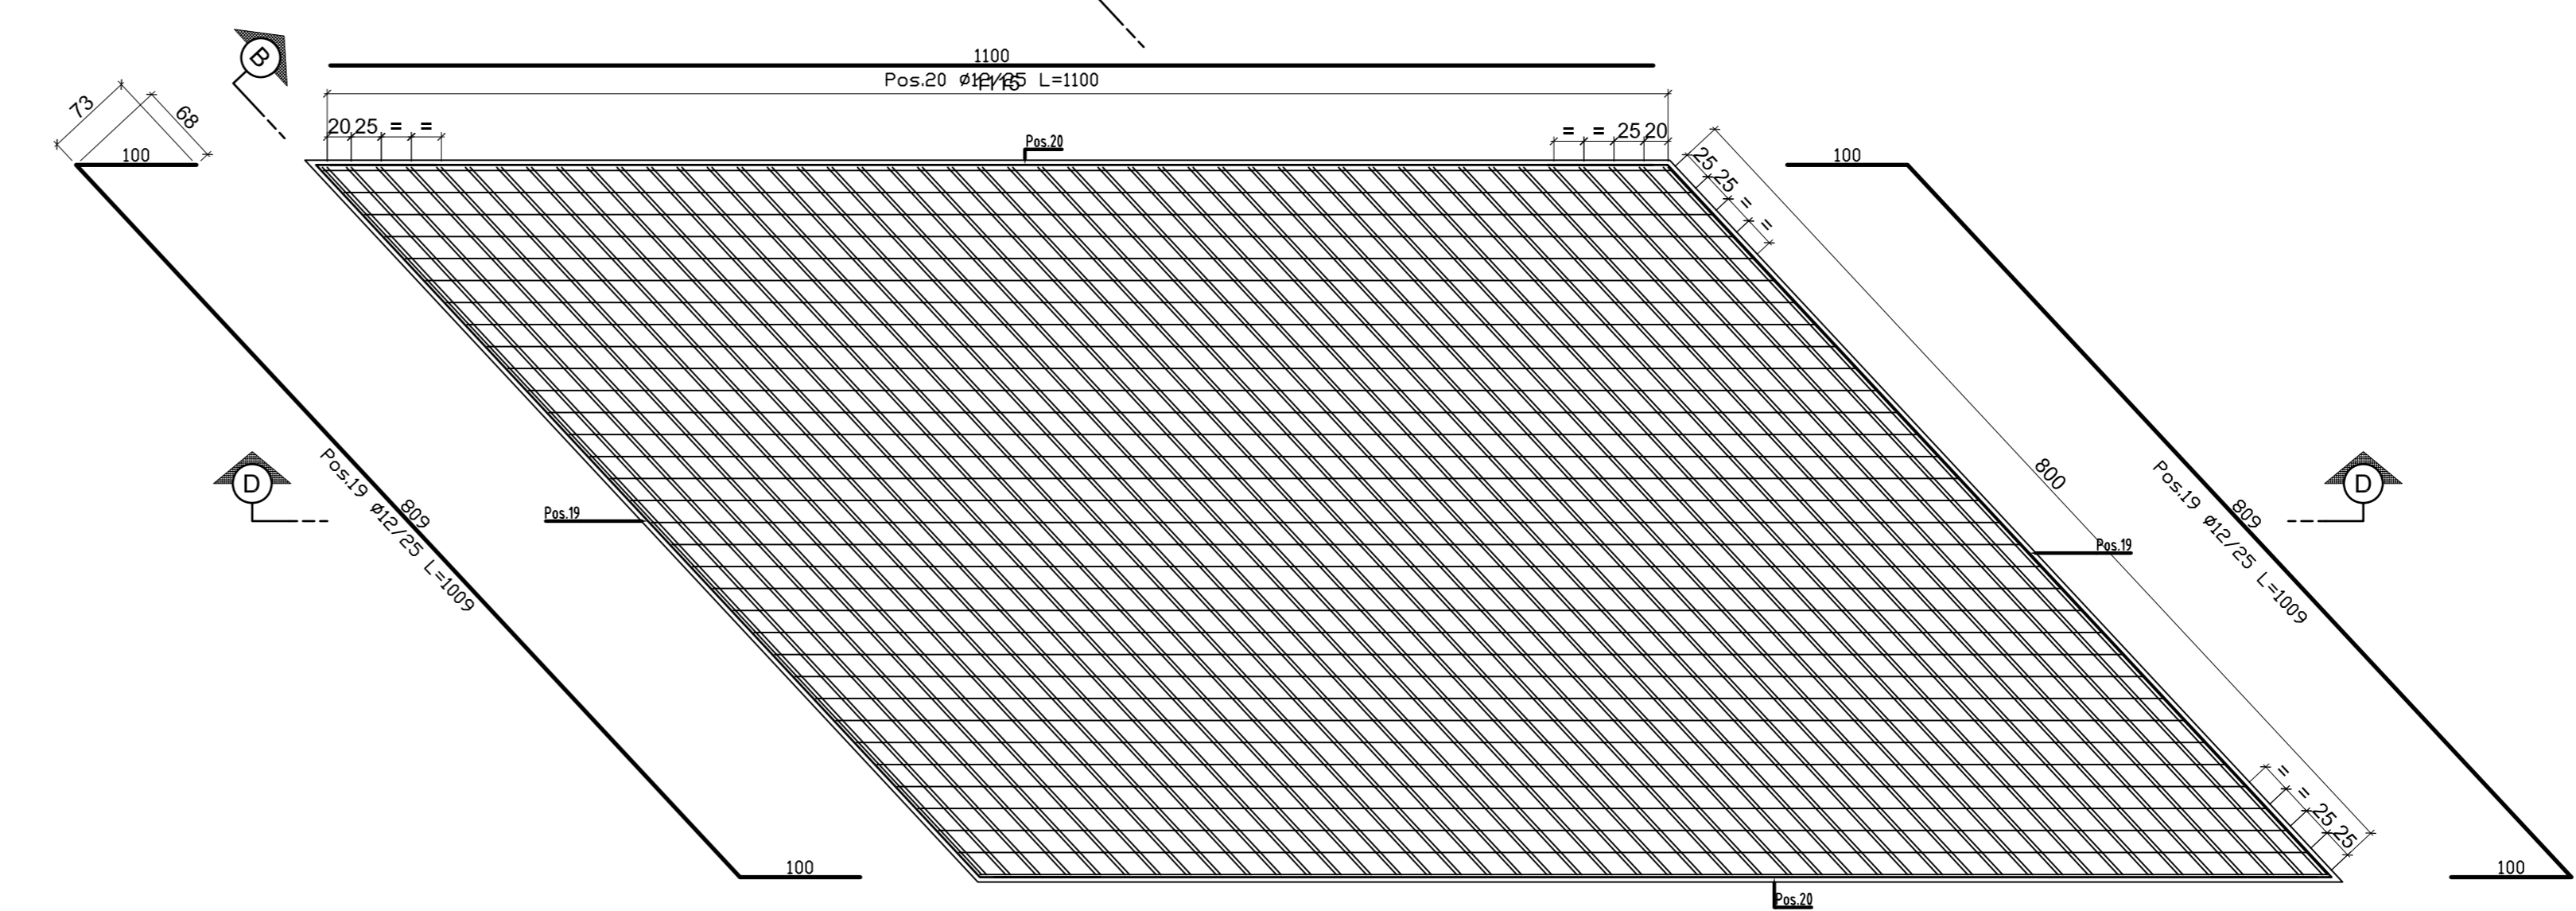 B
1100
Pos.20 ø12/25 L=1100
1115
73
68
20 25 = =
Pos.20
= = 25 20
100
100
25 25 = =
D
Pos.19
809
Pos.19 ø12/25 L=1009
800
Pos.19
809
Pos.19 ø12/25 L=1009
D
= = 25 25
100
100
Pos.20